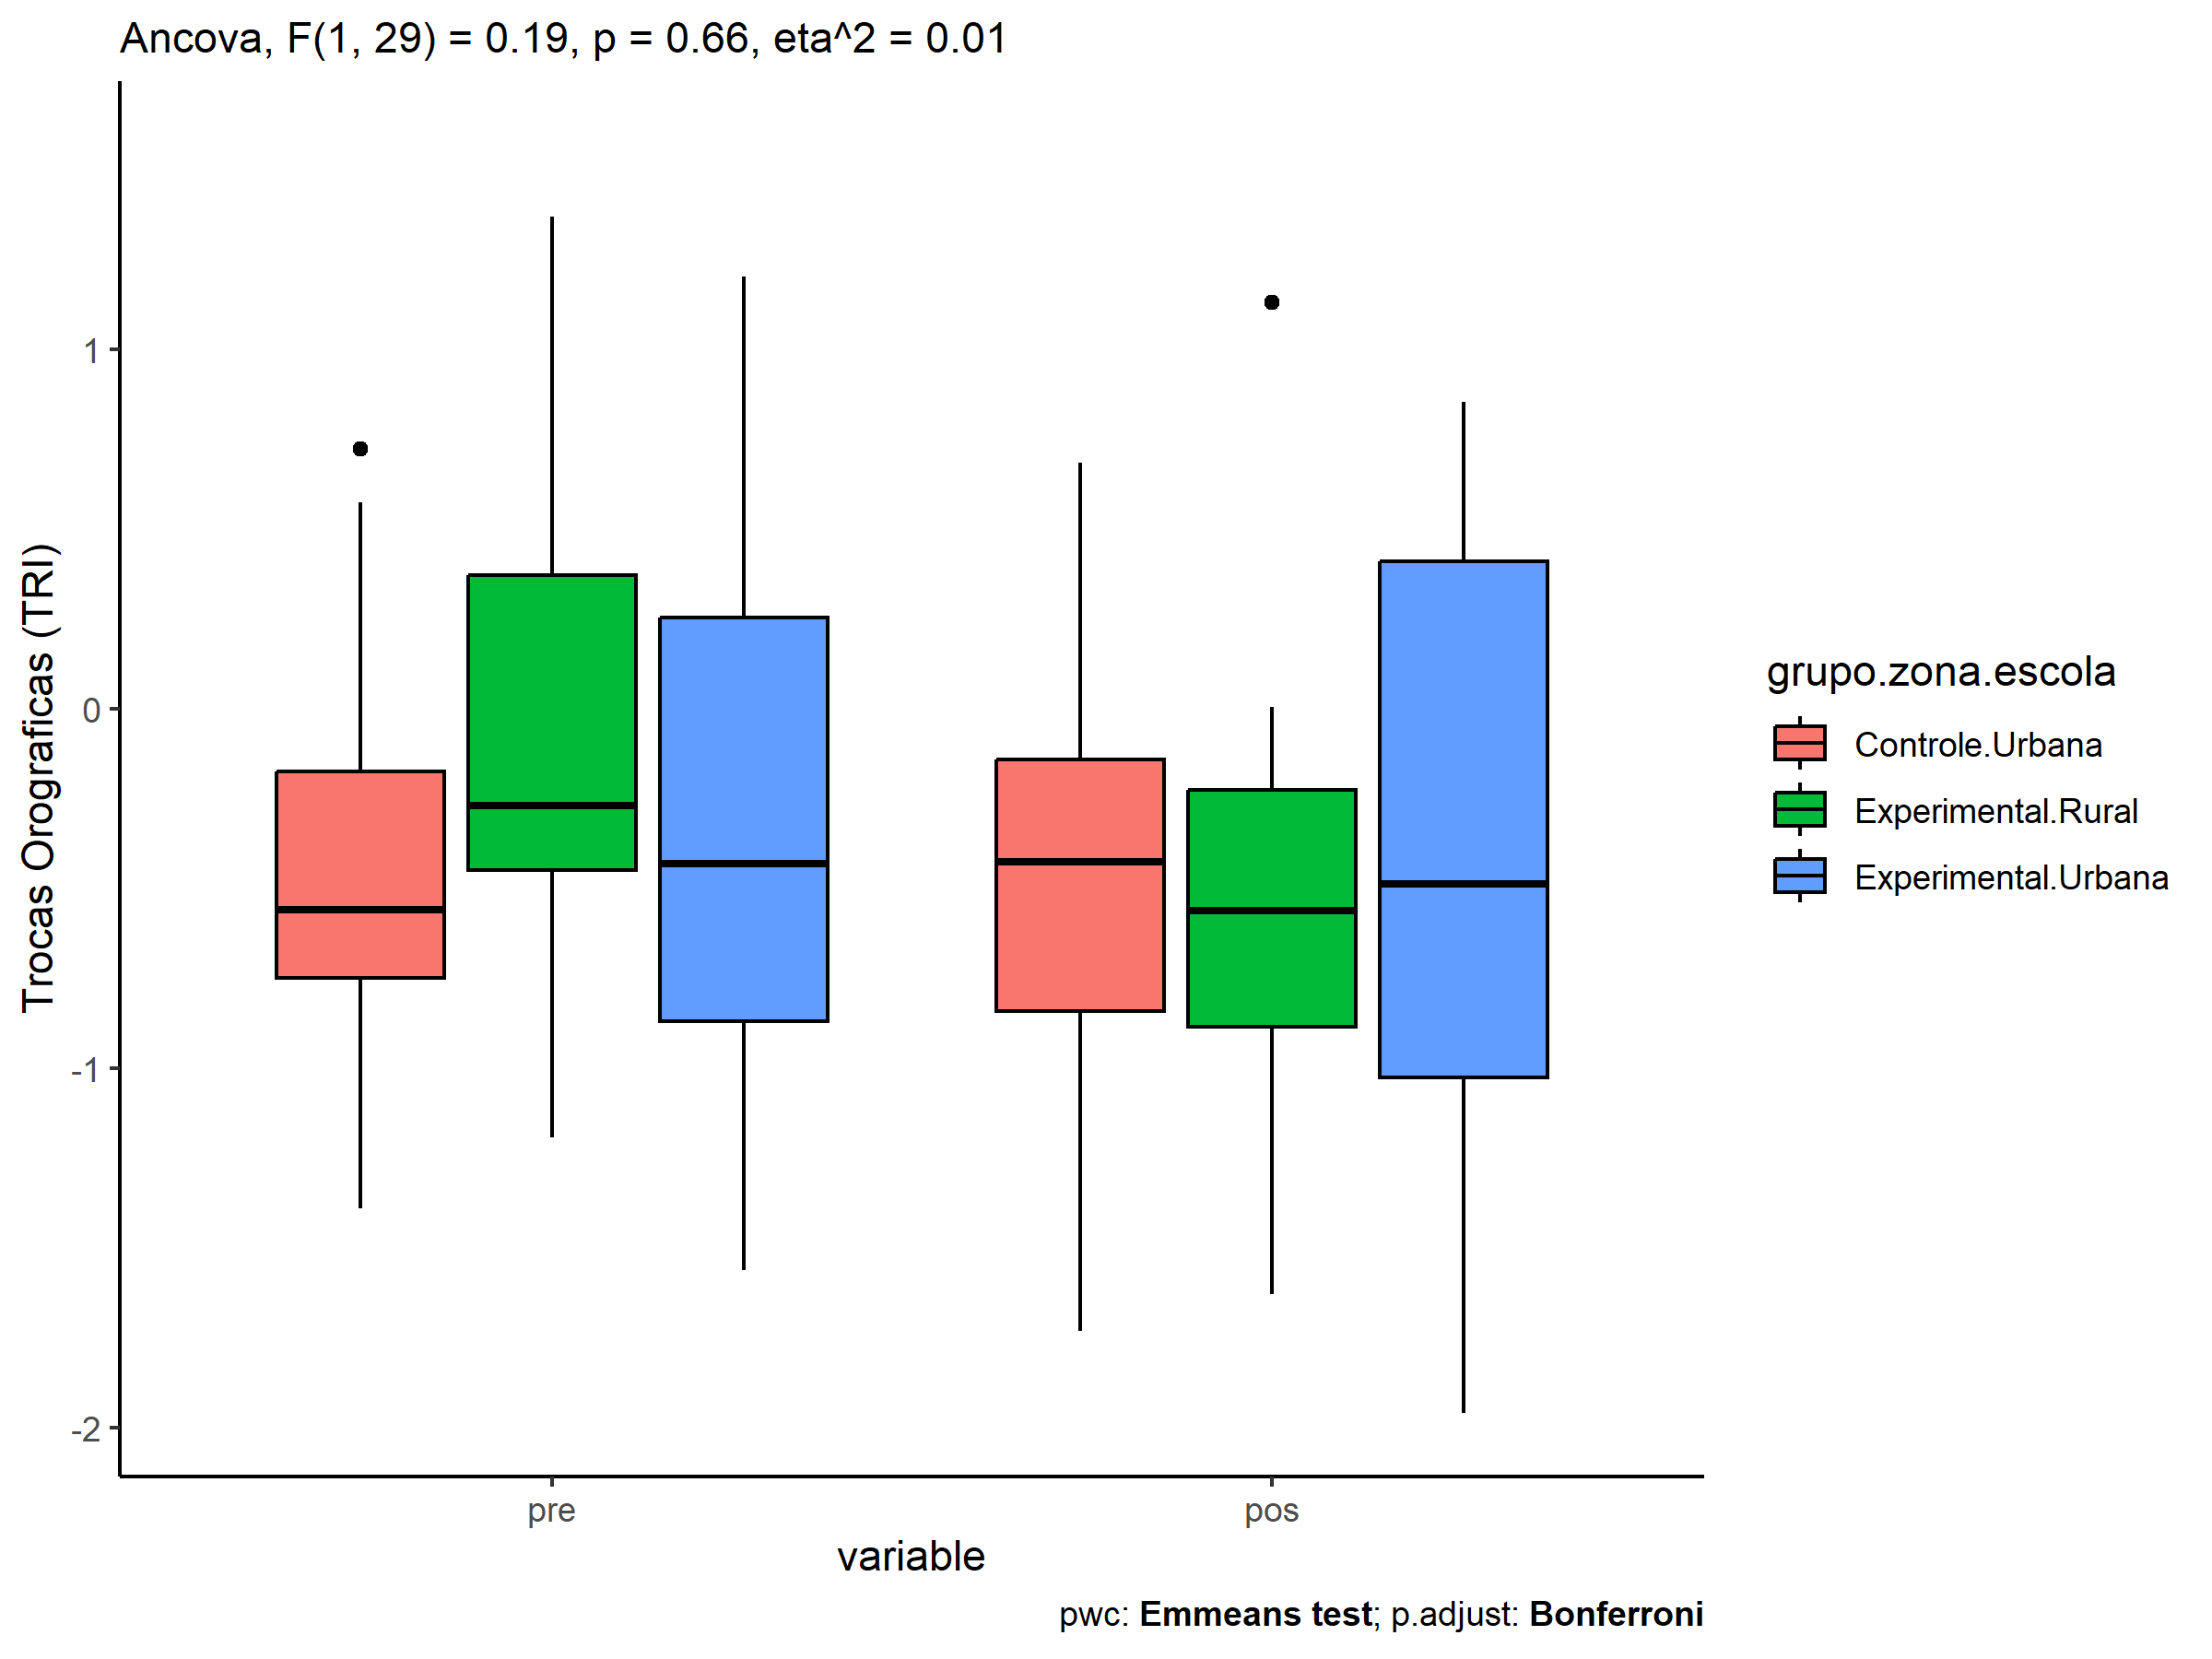 Ancova, F(1, 29) = 0.19, p = 0.66, eta^2 = 0.01
Trocas Orograficas (TRI)
1
0
-1
-2
pre
pos
variable
grupo.zona.escola
Controle.Urbana
Experimental.Rural
Experimental.Urbana
pwc: Emmeans test; p.adjust: Bonferroni